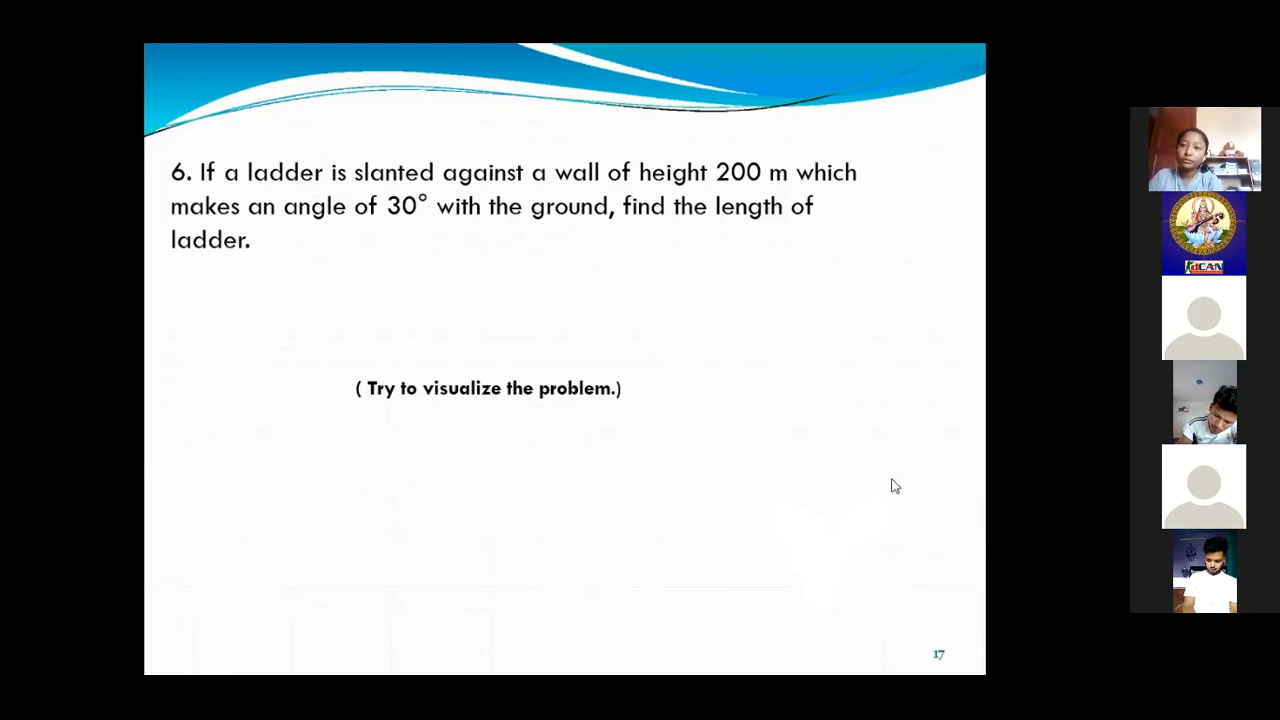 6. If a ladder is slanted against a wall of height 200 m which
makes an angle of 30° with the ground, find the length of
ladder.
( Try to visualize the problem.)
17